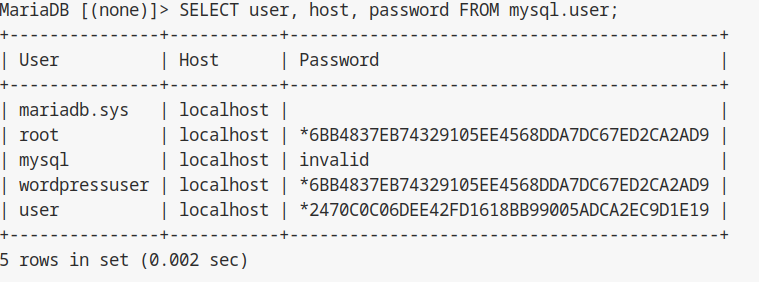 MariaDB [(none)]> SELECT user, host, password FROM mysql.user;
+---------------+-----------+-------------------------------------------+
| User          | Host      | Password                                  |
+---------------+-----------+-------------------------------------------+
| mariadb.sys   | localhost |                                           |
| root          | localhost | *6BB4837EB74329105EE4568DDA7DC67ED2CA2AD9 |
| mysql         | localhost | invalid                                   |
| wordpressuser | localhost | *6BB4837EB74329105EE4568DDA7DC67ED2CA2AD9 |
| user          | localhost | *2470C0C06DEE42FD1618BB99005ADCA2EC9D1E19 |
+---------------+-----------+-------------------------------------------+
5 rows in set (0.002 sec)